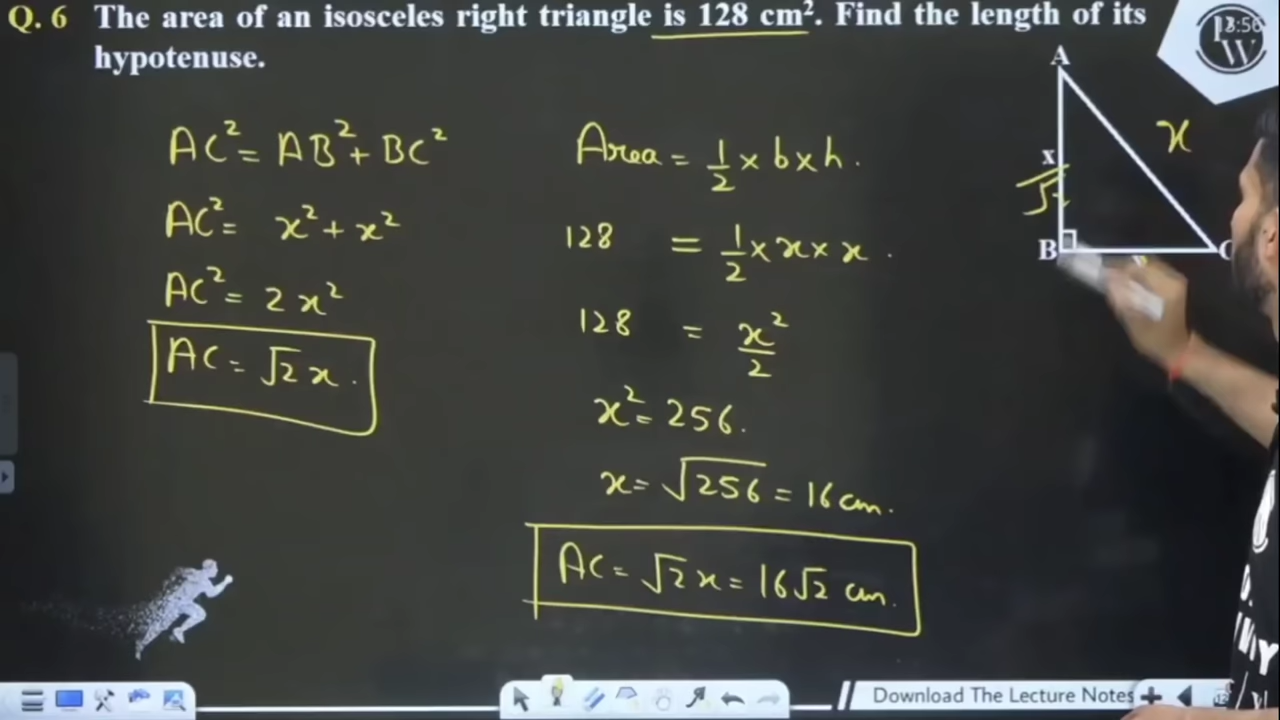 Q. 6 The area of an isosceles right triangle is 128 cm². Find the length of its
hypotenuse.
AC² = AB² + BC²
AC² = x² + x²
AC² = 2x²
AC = √2 x.
Area = 1/2 × b × h.
128 = 1/2 × x × x.
128 = x²/2
x² = 256.
x = √256 = 16 cm.
AC = √2 x = 16√2 cm.
A
x
x
B
W
Download The Lecture Notes